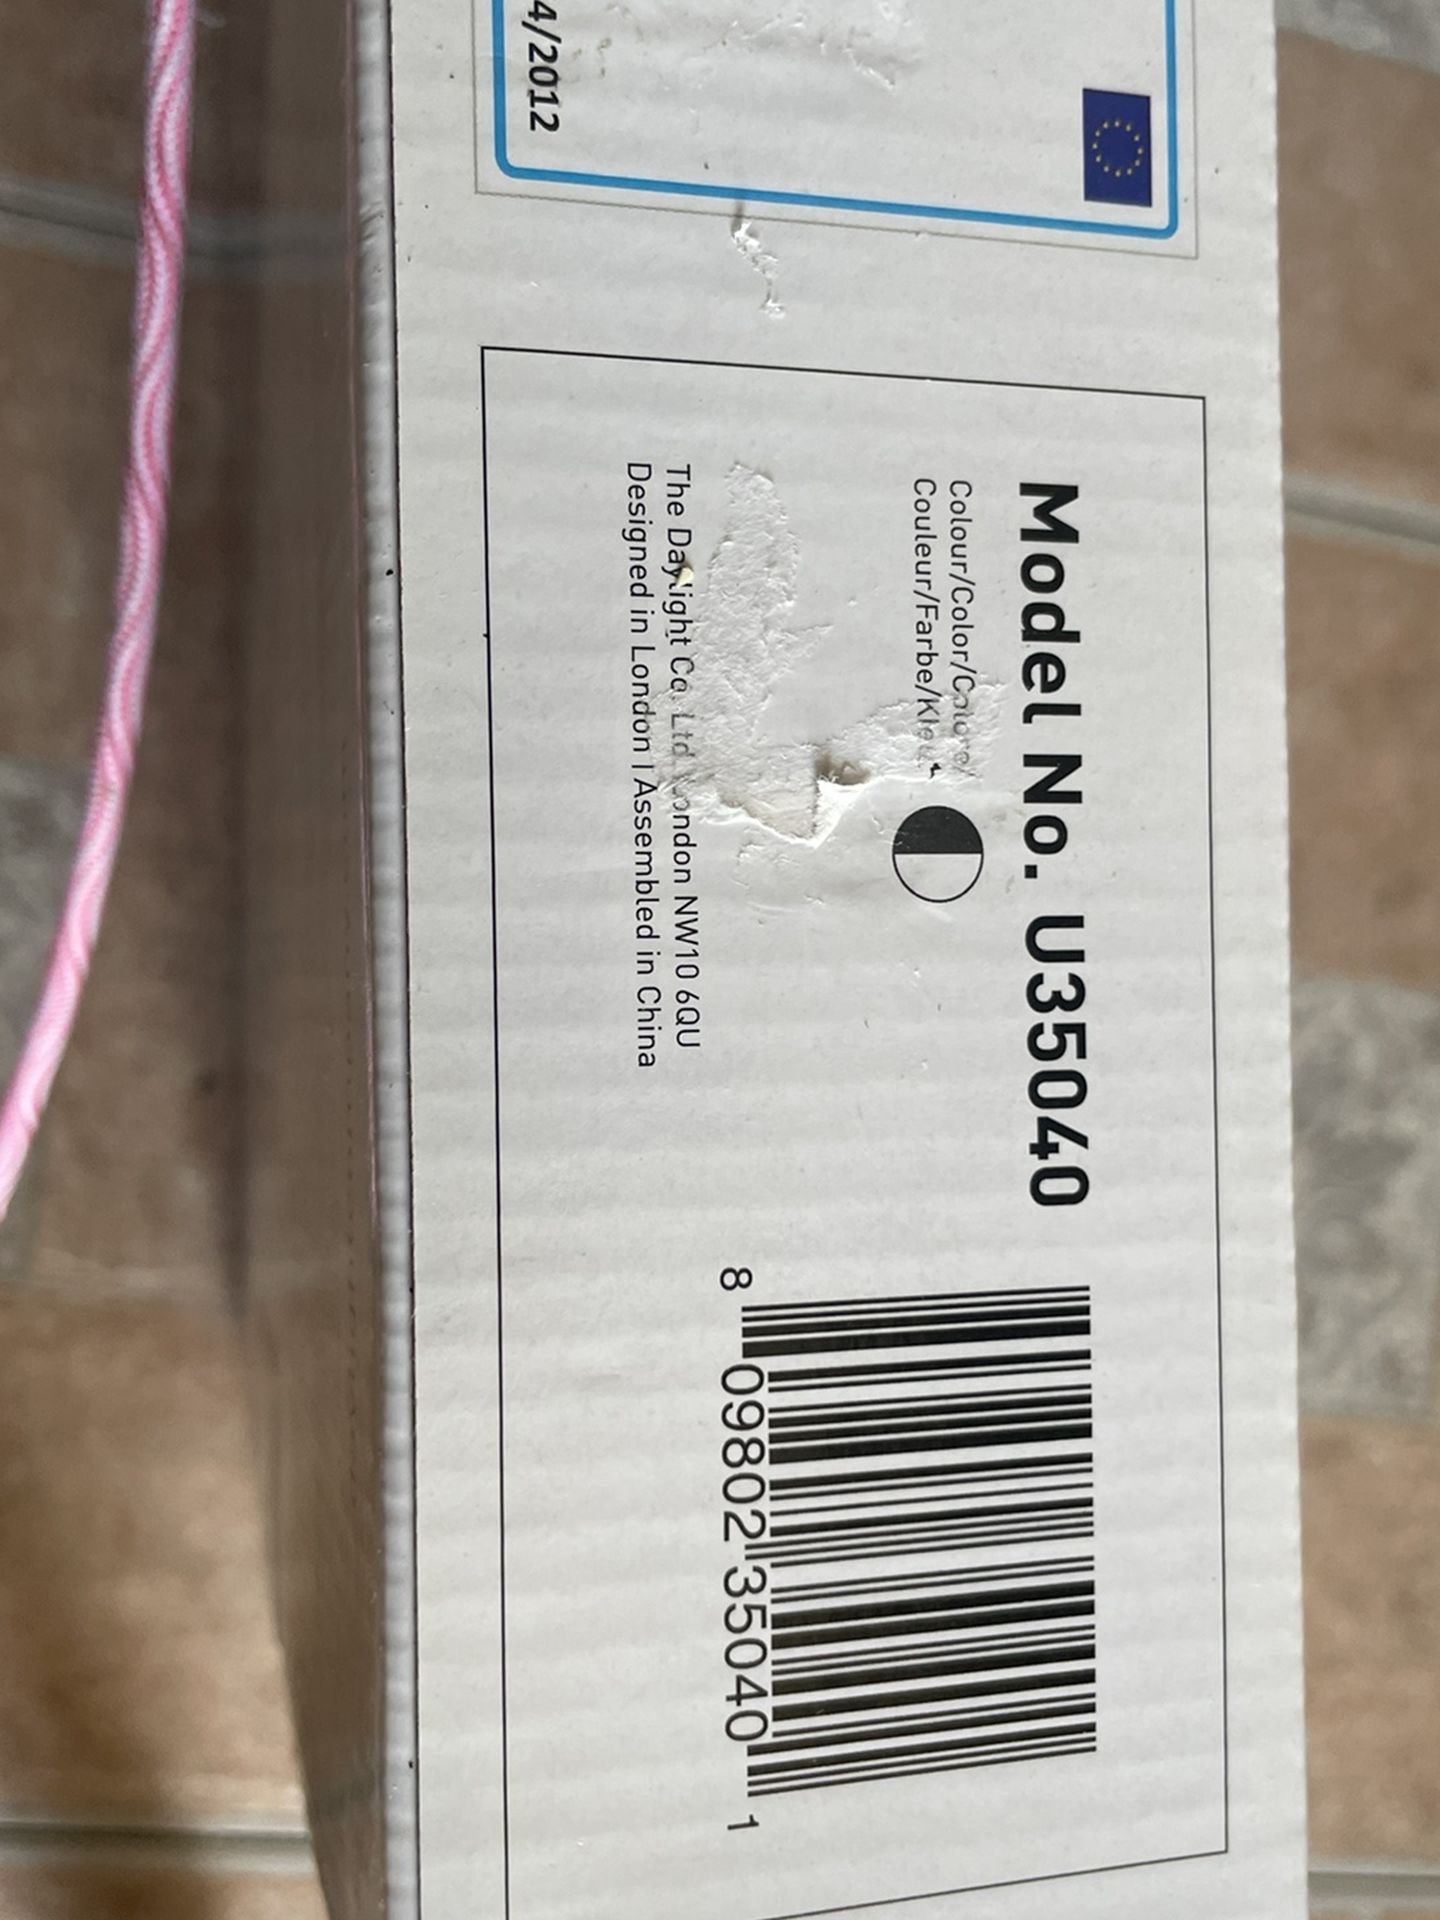 4/2012
Model No. U35040
Colour/Color/Colore/
Couleur/Farbe/
The Daylight Co. Ltd. London NW10 6QU
Designed in London | Assembled in China
8 09802 35040 1